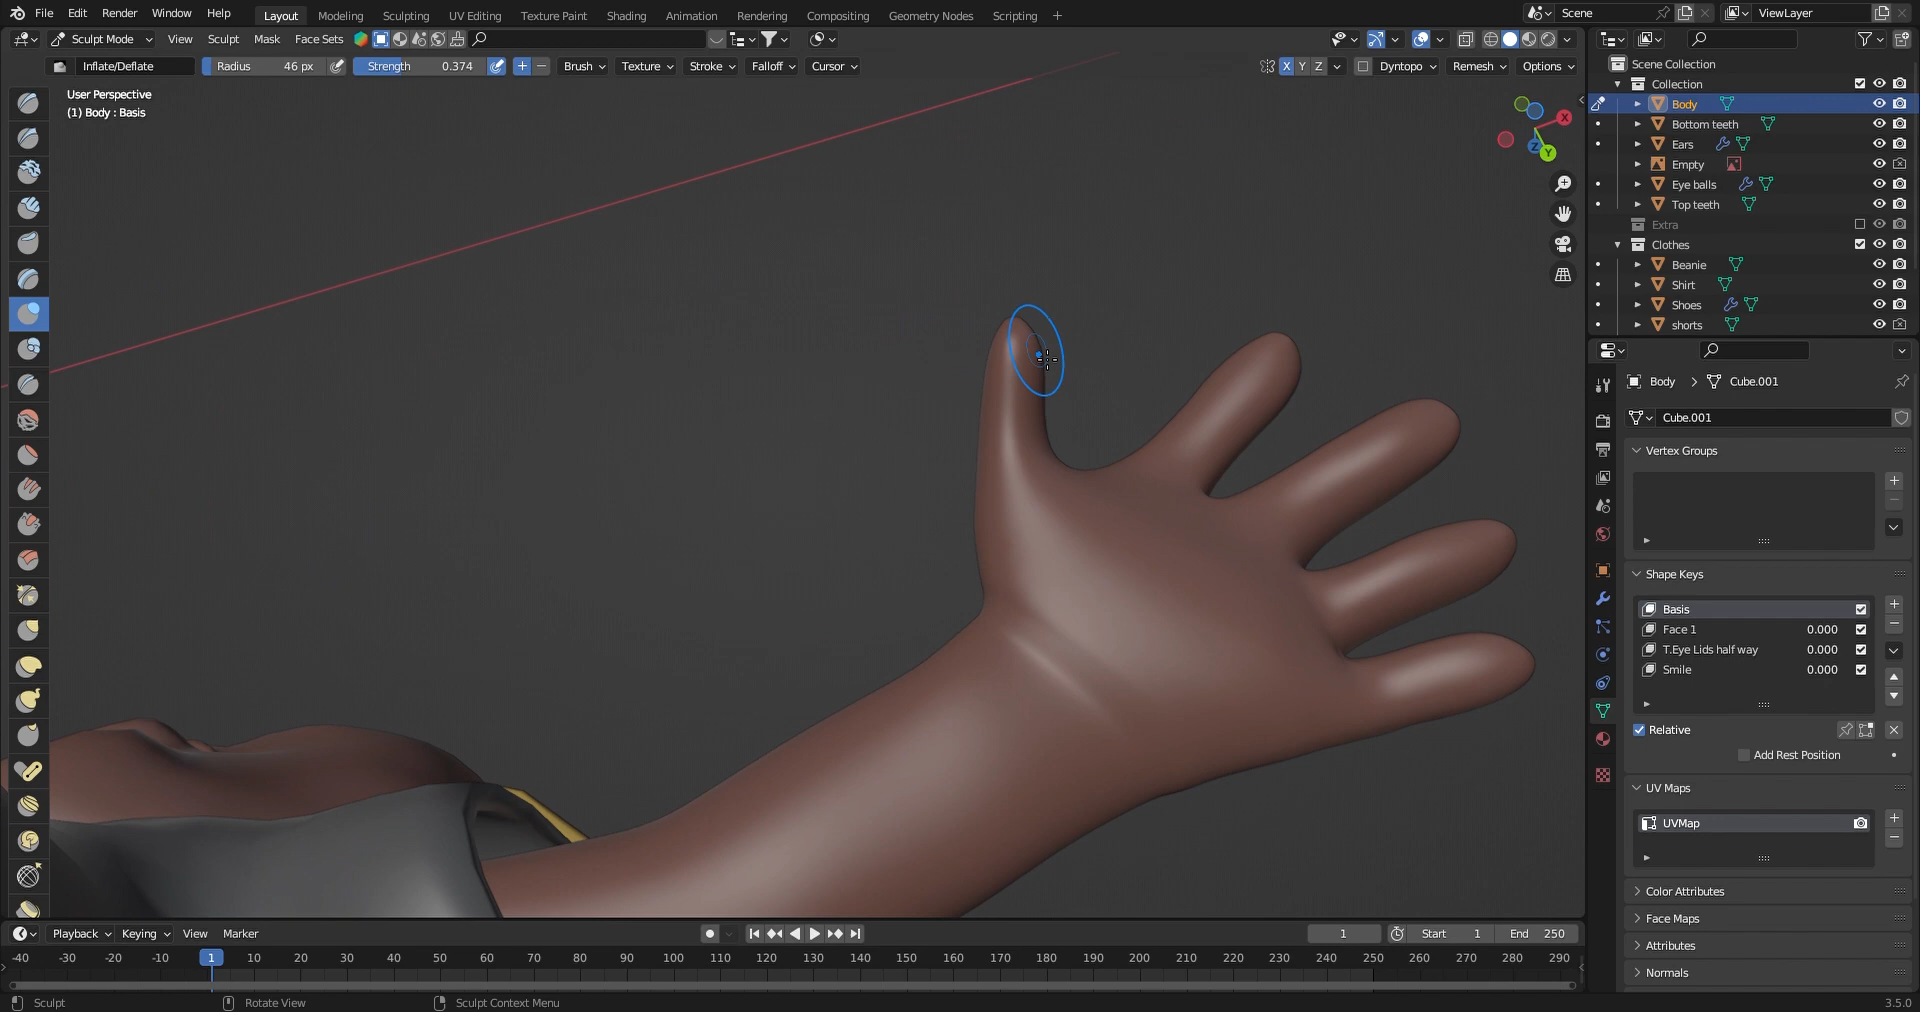 File Edit Render Window Help Layout Modeling Sculpting UV Editing Texture Paint Shading Animation Rendering Compositing Geometry Nodes Scripting + Scene ViewLayer
Sculpt Mode View Sculpt Mask Face Sets
Inflate/Deflate Radius 46 px Strength 0.374 Brush Texture Stroke Falloff Cursor X Y Z Dyntopo Remesh Options
User Perspective
(1) Body : Basis
X
Y
Z
Scene Collection
Collection
Body
Bottom teeth
Ears
Empty
Eye balls
Top teeth
Extra
Clothes
Beanie
Shirt
Shoes
shorts
Body > Cube.001
Cube.001
Vertex Groups
Shape Keys
Basis
Face 1 0.000
T.Eye Lids half way 0.000
Smile 0.000
Relative
Add Rest Position
UV Maps
UVMap
Color Attributes
Face Maps
Attributes
Normals
Playback Keying View Marker 1 Start 1 End 250
-40 -30 -20 -10 1 10 20 30 40 50 60 70 80 90 100 110 120 130 140 150 160 170 180 190 200 210 220 230 240 250 260 270 280 290
Sculpt Rotate View Sculpt Context Menu 3.5.0